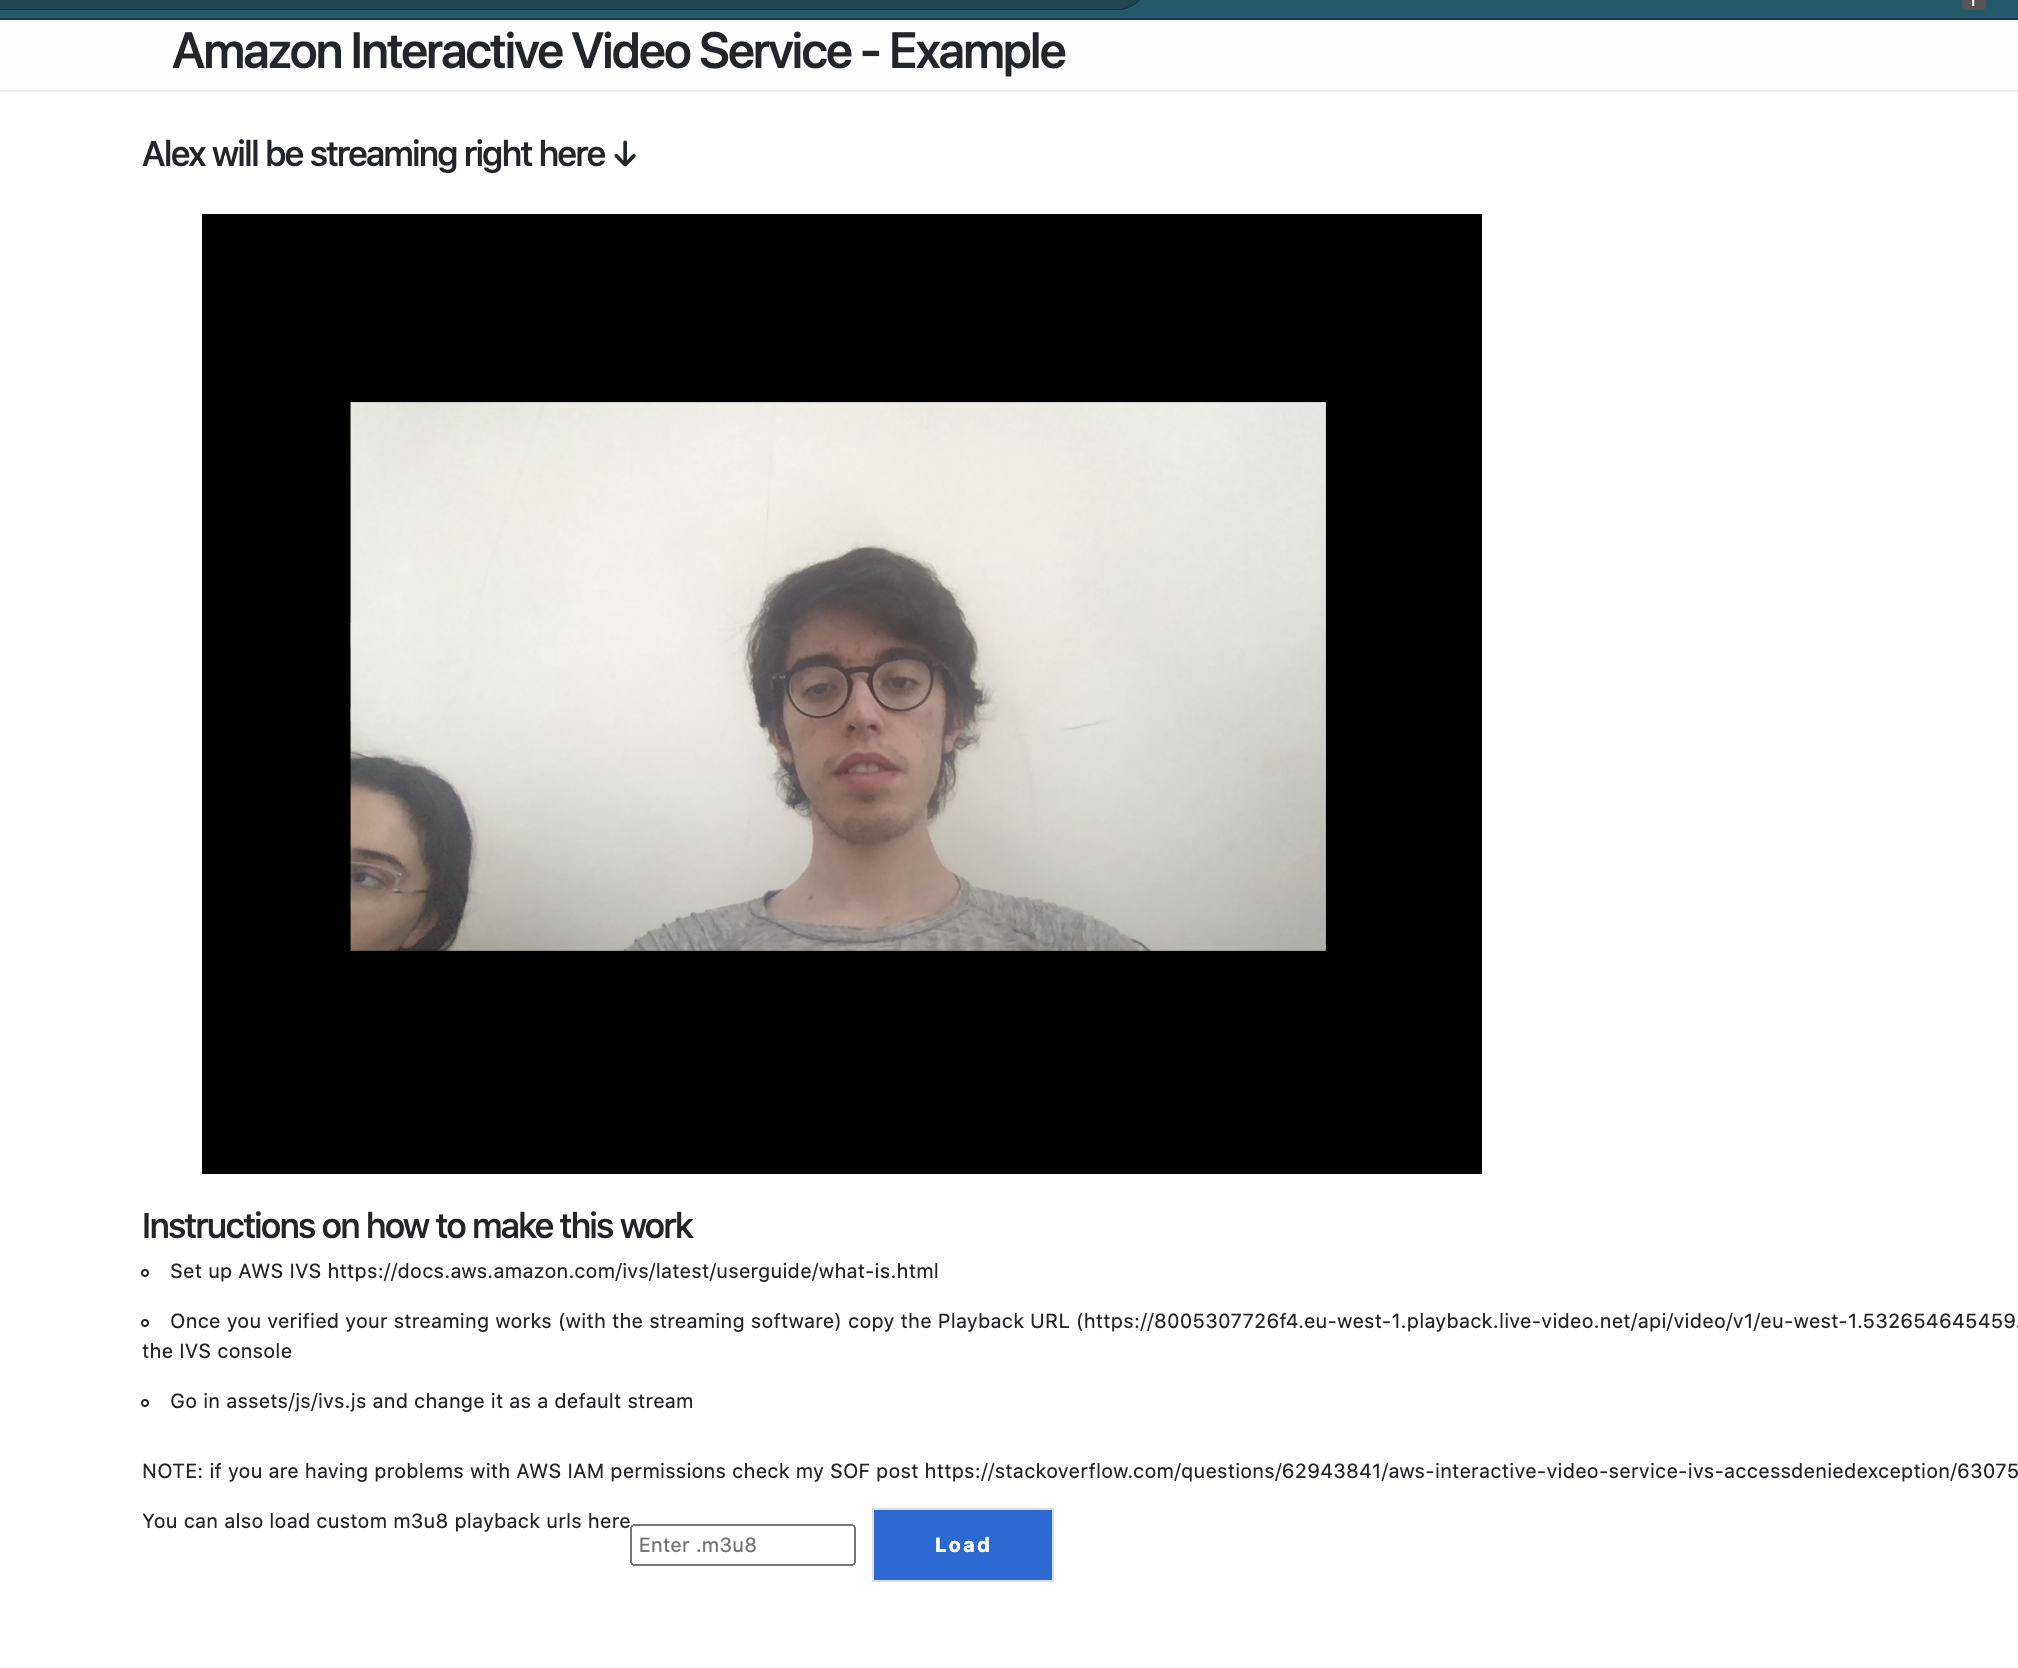 Amazon Interactive Video Service - Example
Alex will be streaming right here ↓
Instructions on how to make this work
Set up AWS IVS https://docs.aws.amazon.com/ivs/latest/userguide/what-is.html
Once you verified your streaming works (with the streaming software) copy the Playback URL (https://8005307726f4.eu-west-1.playback.live-video.net/api/video/v1/eu-west-1.532654645459.
the IVS console
Go in assets/js/ivs.js and change it as a default stream
NOTE: if you are having problems with AWS IAM permissions check my SOF post https://stackoverflow.com/questions/62943841/aws-interactive-video-service-ivs-accessdeniedexception/63075
You can also load custom m3u8 playback urls here
Enter .m3u8
Load